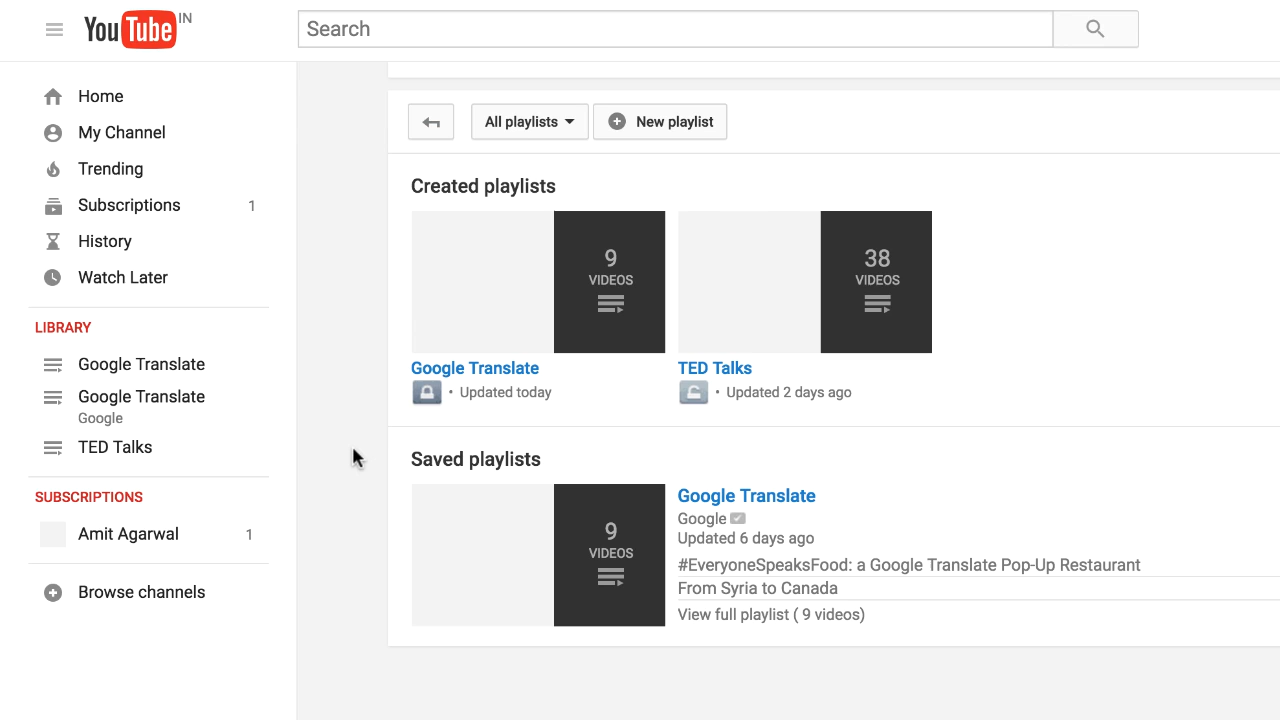 YouTube IN
Search
Home
My Channel
Trending
Subscriptions 1
History
Watch Later
LIBRARY
Google Translate
Google Translate
Google
TED Talks
SUBSCRIPTIONS
Amit Agarwal 1
Browse channels
All playlists
New playlist
Created playlists
9
VIDEOS
Google Translate
• Updated today
38
VIDEOS
TED Talks
• Updated 2 days ago
Saved playlists
9
VIDEOS
Google Translate
Google
Updated 6 days ago
#EveryoneSpeaksFood: a Google Translate Pop-Up Restaurant
From Syria to Canada
View full playlist ( 9 videos)